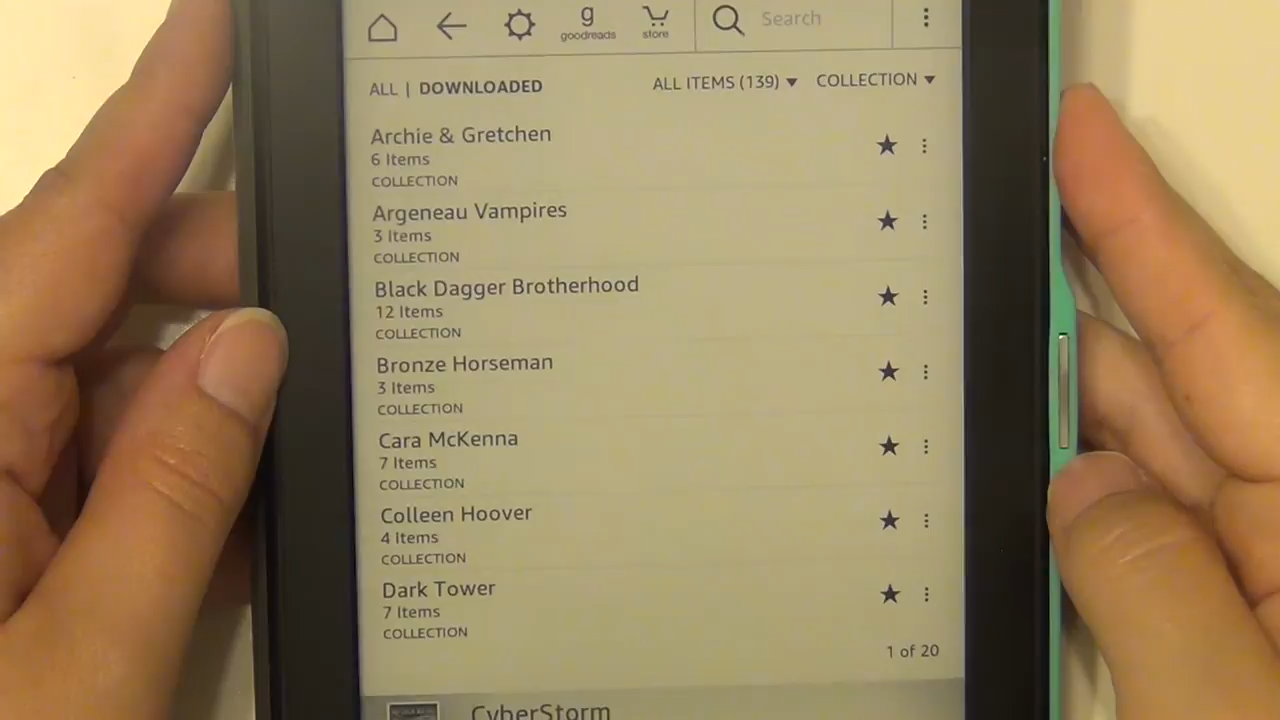 g
goodreads
store
Search
ALL | DOWNLOADED
ALL ITEMS (139) COLLECTION
Archie & Gretchen
6 Items
COLLECTION
Argeneau Vampires
3 Items
COLLECTION
Black Dagger Brotherhood
12 Items
COLLECTION
Bronze Horseman
3 Items
COLLECTION
Cara McKenna
7 Items
COLLECTION
Colleen Hoover
4 Items
COLLECTION
Dark Tower
7 Items
COLLECTION
1 of 20
CyberStorm